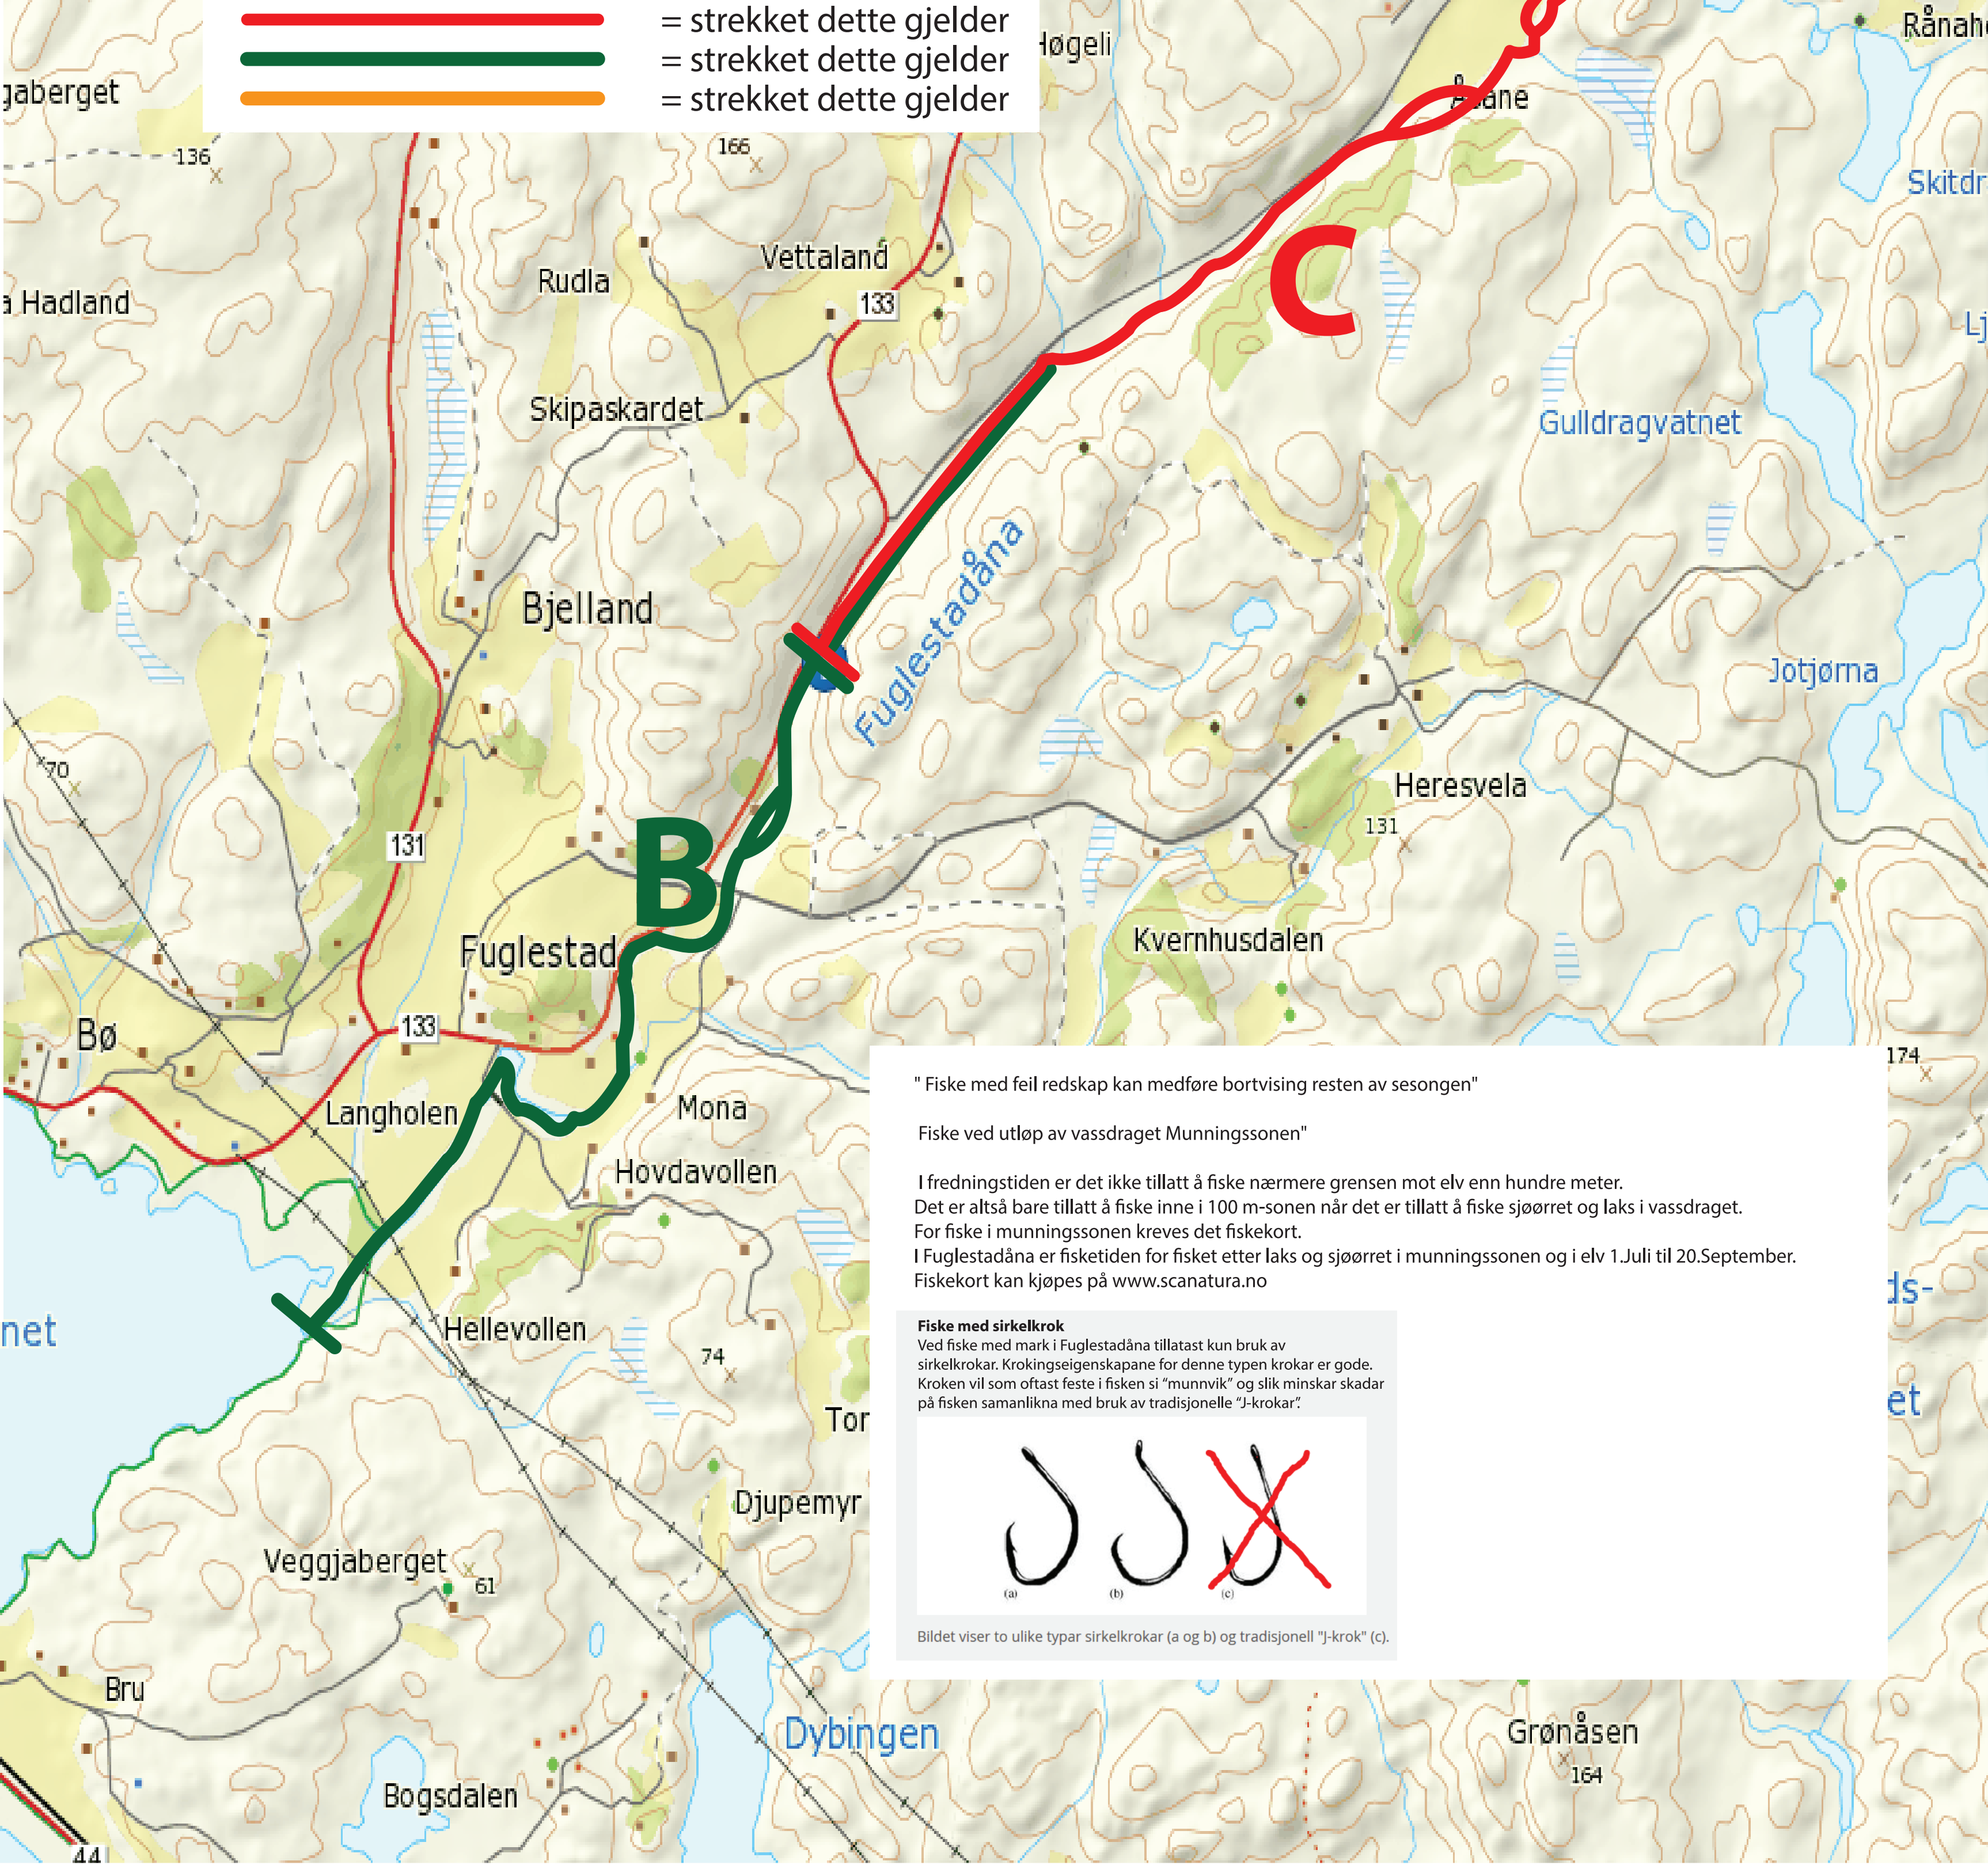 = strekket dette gjelder
= strekket dette gjelder
= strekket dette gjelder
Høgeli
gaberget
136
166
Åsane
Vettaland
Rudla
133
a Hadland
C
Skitdr
Lj
Skipaskardet
Gulldragvatnet
Bjelland
Fuglestadåna
Jotjørna
Heresvela
131
70
131
B
Fuglestad
Kvernhusdalen
Bø
133
Langholen
Mona
174
Hovdavollen
Hellevollen
net
74
Tor
Djupemyr
Veggjaberget
61
Bru
Dybingen
Bogsdalen
44
Grønåsen
164
ds-
et
" Fiske med feil redskap kan medføre bortvising resten av sesongen"
Fiske ved utløp av vassdraget Munningssonen"
I fredningstiden er det ikke tillatt å fiske nærmere grensen mot elv enn hundre meter.
Det er altså bare tillatt å fiske inne i 100 m-sonen når det er tillatt å fiske sjøørret og laks i vassdraget.
For fiske i munningssonen kreves det fiskekort.
I Fuglestadåna er fisketiden for fisket etter laks og sjøørret i munningssonen og i elv 1.Juli til 20.September.
Fiskekort kan kjøpes på www.scanatura.no
Fiske med sirkelkrok
Ved fiske med mark i Fuglestadåna tillatast kun bruk av
sirkelkrokar. Krokingseigenskapane for denne typen krokar er gode.
Kroken vil som oftast feste i fisken si “munnvik” og slik minskar skadar
på fisken samanlikna med bruk av tradisjonelle “J-krokar”.
(a) (b) (c)
Bildet viser to ulike typar sirkelkrokar (a og b) og tradisjonell "J-krok" (c).